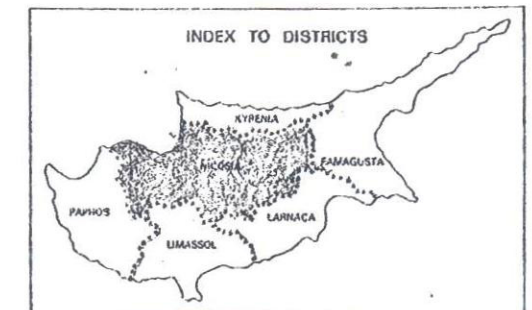 INDEX TO DISTRICTS
KYRENIA
NICOSIA
FAMAGUSTA
PAPHOS
LARNACA
LIMASSOL